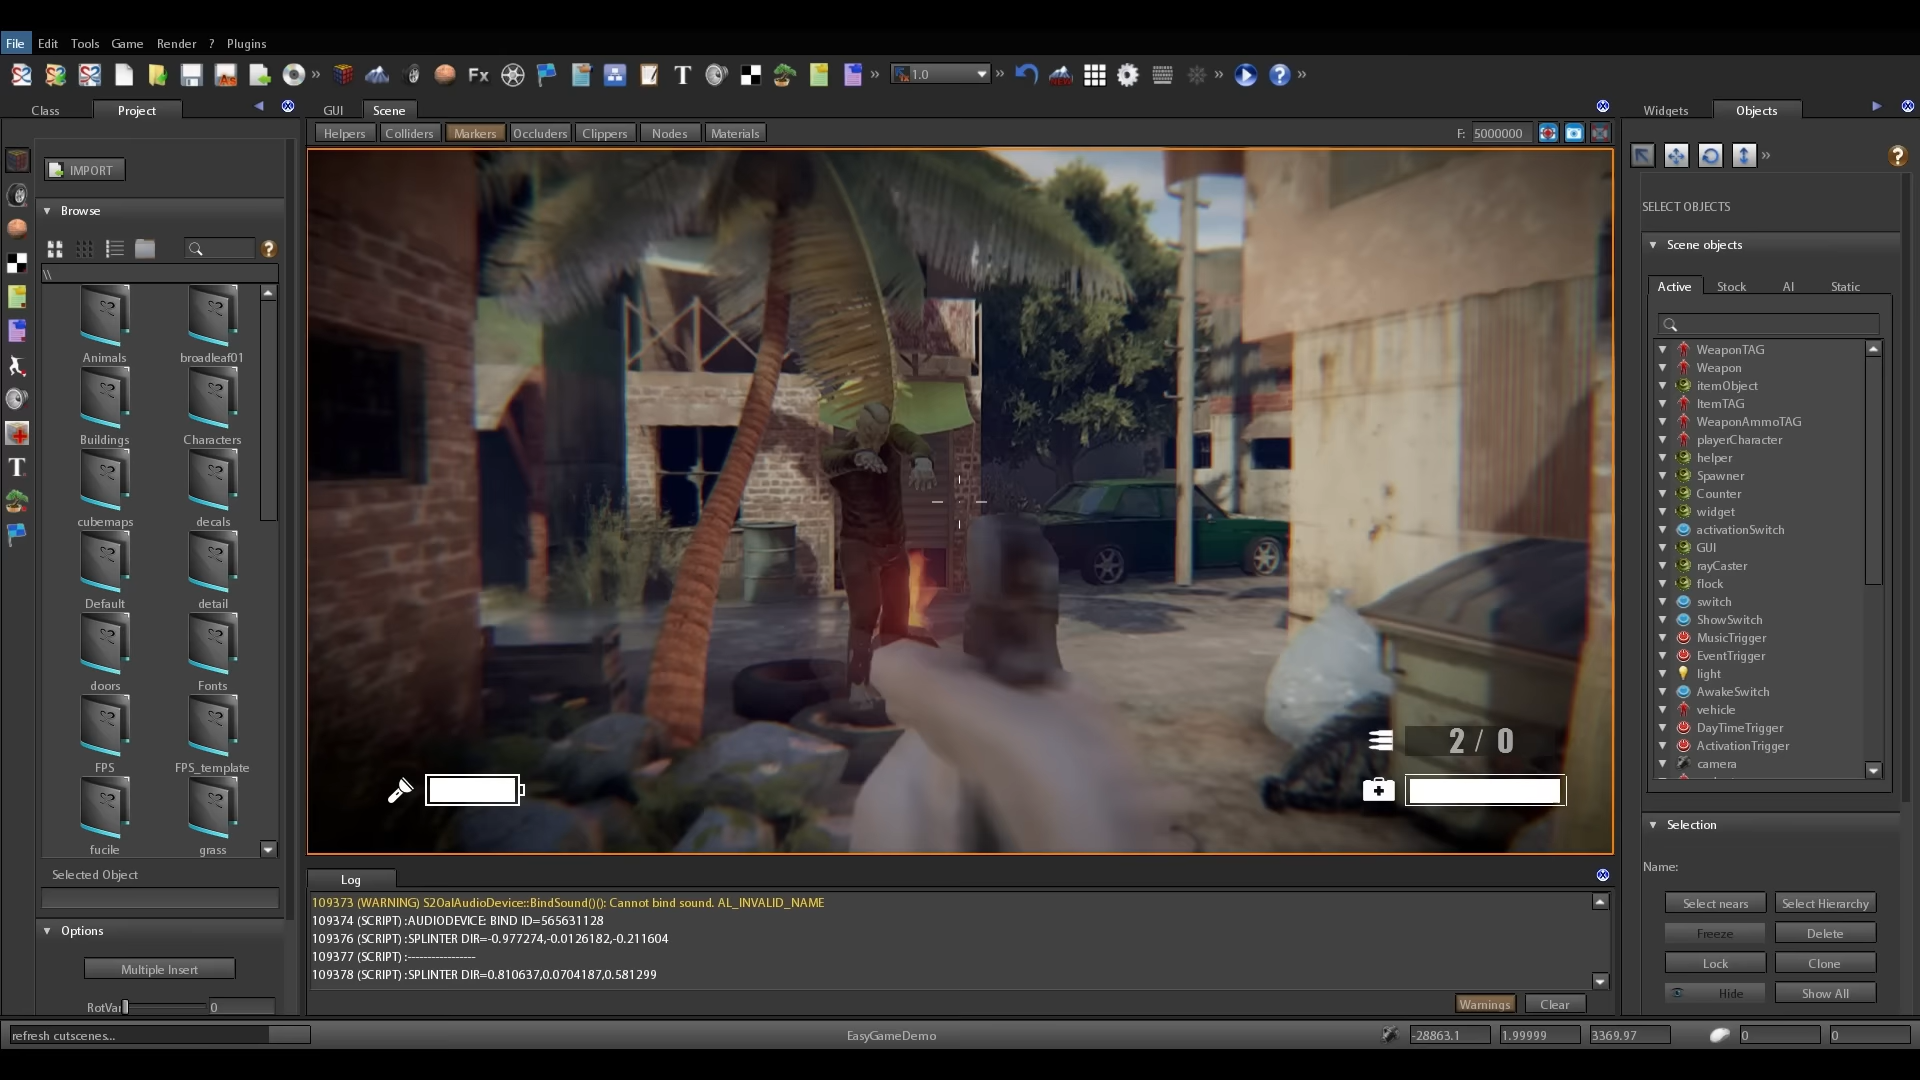 File Edit Tools Game Render ? Plugins
Fx T 1.0
Class Project
GUI Scene
Widgets Objects
Helpers Colliders Markers Occluders Clippers Nodes Materials F: 5000000
IMPORT
Browse
\\
Animals broadleaf01
Buildings Characters
cubemaps decals
Default detail
doors Fonts
FPS FPS_template
fucile grass
Selected Object
Options
Multiple Insert
RotVar 0
2 / 0
Log
109373 (WARNING) S2OalAudioDevice::BindSound()(): Cannot bind sound. AL_INVALID_NAME
109374 (SCRIPT) :AUDIODEVICE: BIND ID=565631128
109376 (SCRIPT) :SPLINTER DIR=-0.977274,-0.0126182,-0.211604
109377 (SCRIPT) :-----------------
109378 (SCRIPT) :SPLINTER DIR=0.810637,0.0704187,0.581299
Warnings Clear
SELECT OBJECTS
Scene objects
Active Stock AI Static
WeaponTAG
Weapon
itemObject
ItemTAG
WeaponAmmoTAG
playerCharacter
helper
Spawner
Counter
widget
activationSwitch
GUI
rayCaster
flock
switch
ShowSwitch
MusicTrigger
EventTrigger
light
AwakeSwitch
vehicle
DayTimeTrigger
ActivationTrigger
camera
Selection
Name:
Select nears Select Hierarchy
Freeze Delete
Lock Clone
Hide Show All
refresh cutscenes... EasyGameDemo -28863.1 1.99999 3369.97 0 0